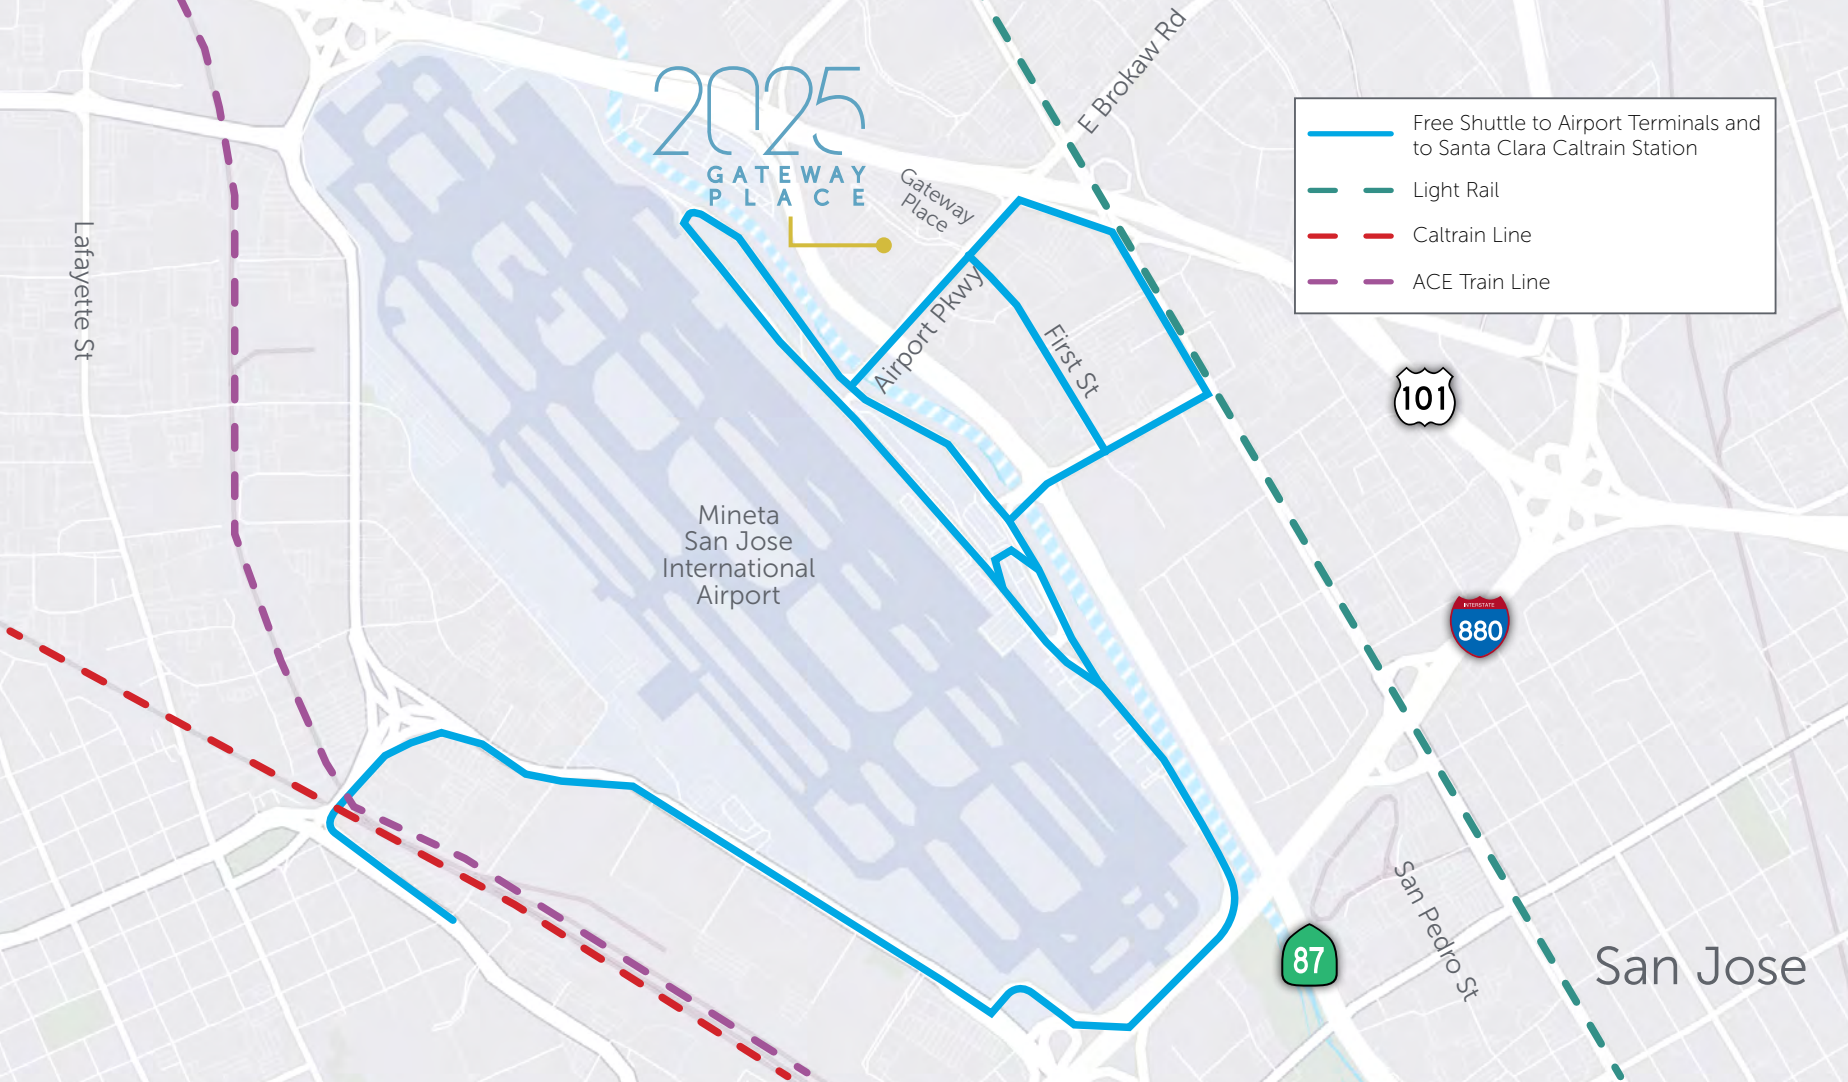 2025
GATEWAY
PLACE
Gateway
Place
E Brokaw Rd
Free Shuttle to Airport Terminals and
to Santa Clara Caltrain Station
Light Rail
Caltrain Line
ACE Train Line
Lafayette St
Airport Pkwy
First St
101
Mineta
San Jose
International
Airport
INTERSTATE
880
San Pedro St
87
San Jose